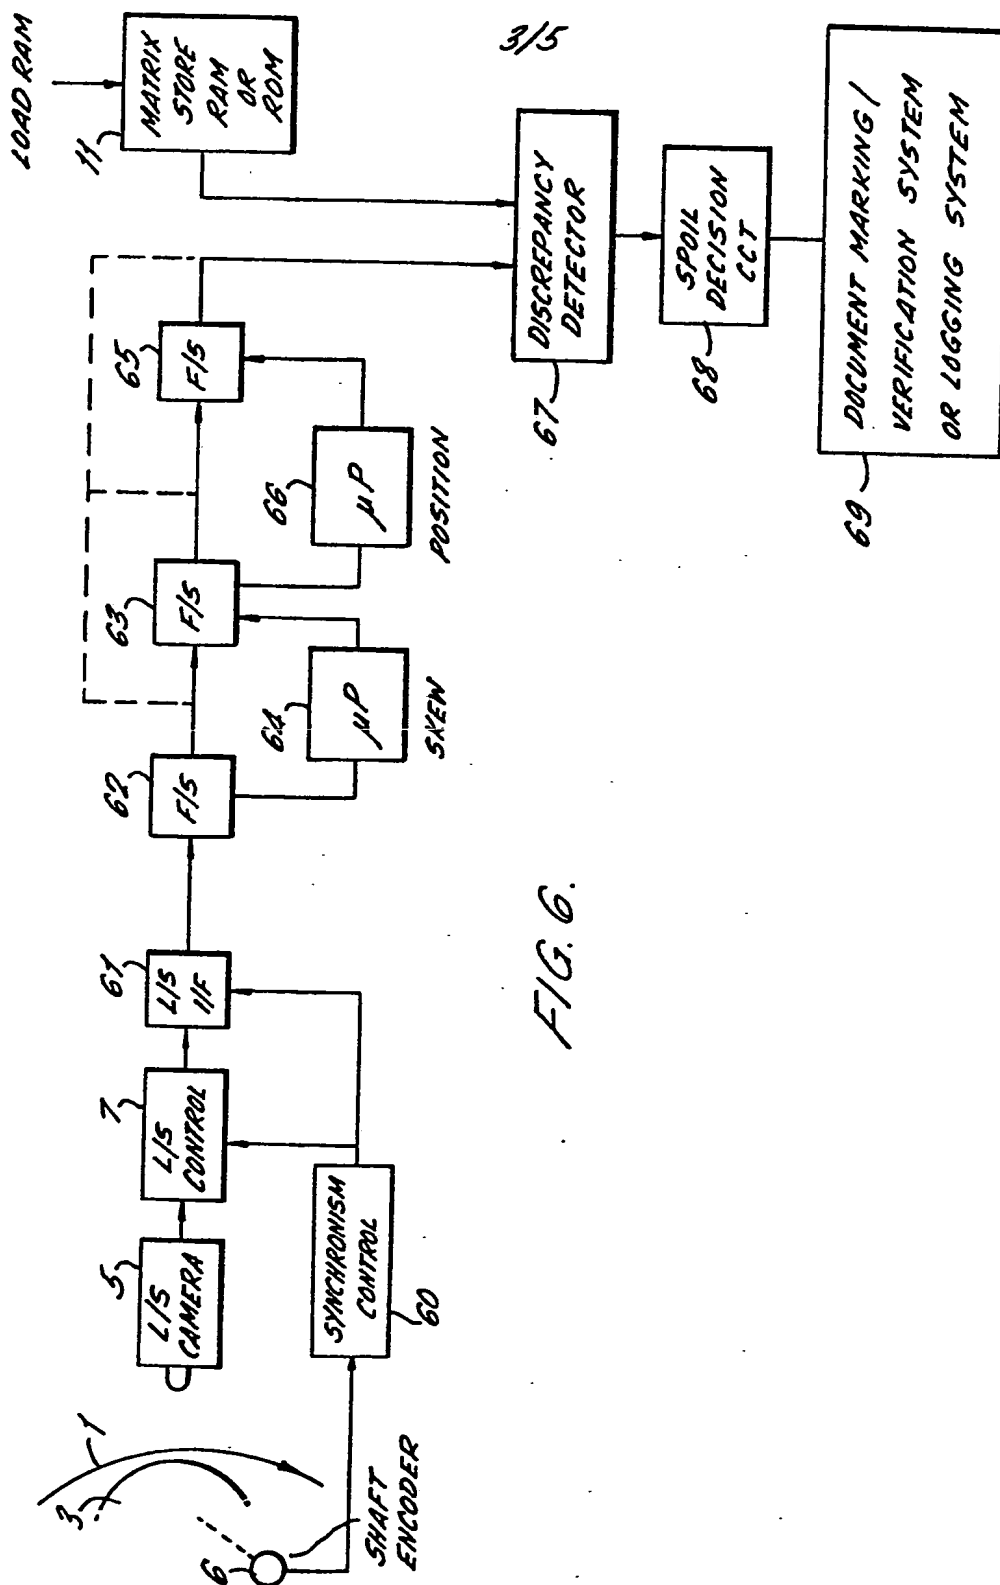 3/5
LOAD RAM
MATRIX
STORE
RAM
OR
ROM
11
DISCREPANCY
DETECTOR
67
SPOIL
DECISION
CCT
68
DOCUMENT MARKING/
VERIFICATION SYSTEM
OR LOGGING SYSTEM
69
F/S
65
μP
66
POSITION
F/S
63
μP
64
SKEW
F/S
62
L/S
I/F
61
L/S
CONTROL
7
L/S
CAMERA
5
SYNCHRONISM
CONTROL
60
1
3
6
SHAFT
ENCODER
FIG. 6.